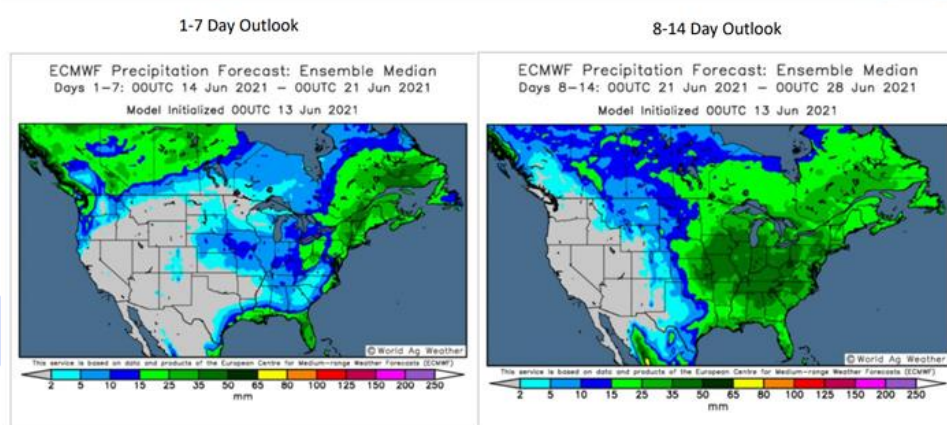 1-7 Day Outlook
ECMWF Precipitation Forecast: Ensemble Median
Days 1-7: 00UTC 14 Jun 2021 - 00UTC 21 Jun 2021
Model Initialized 00UTC 13 Jun 2021
© World Ag Weather
This service is based on data and products of the European Centre for Medium-range Weather Forecasts (ECMWF)
2 5 10 15 25 35 50 65 80 100 125 150 200 250
mm
8-14 Day Outlook
ECMWF Precipitation Forecast: Ensemble Median
Days 8-14: 00UTC 21 Jun 2021 - 00UTC 28 Jun 2021
Model Initialized 00UTC 13 Jun 2021
© World Ag Weather
This service is based on data and products of the European Centre for Medium-range Weather Forecasts (ECMWF)
2 5 10 15 25 35 50 65 80 100 125 150 200 250
mm